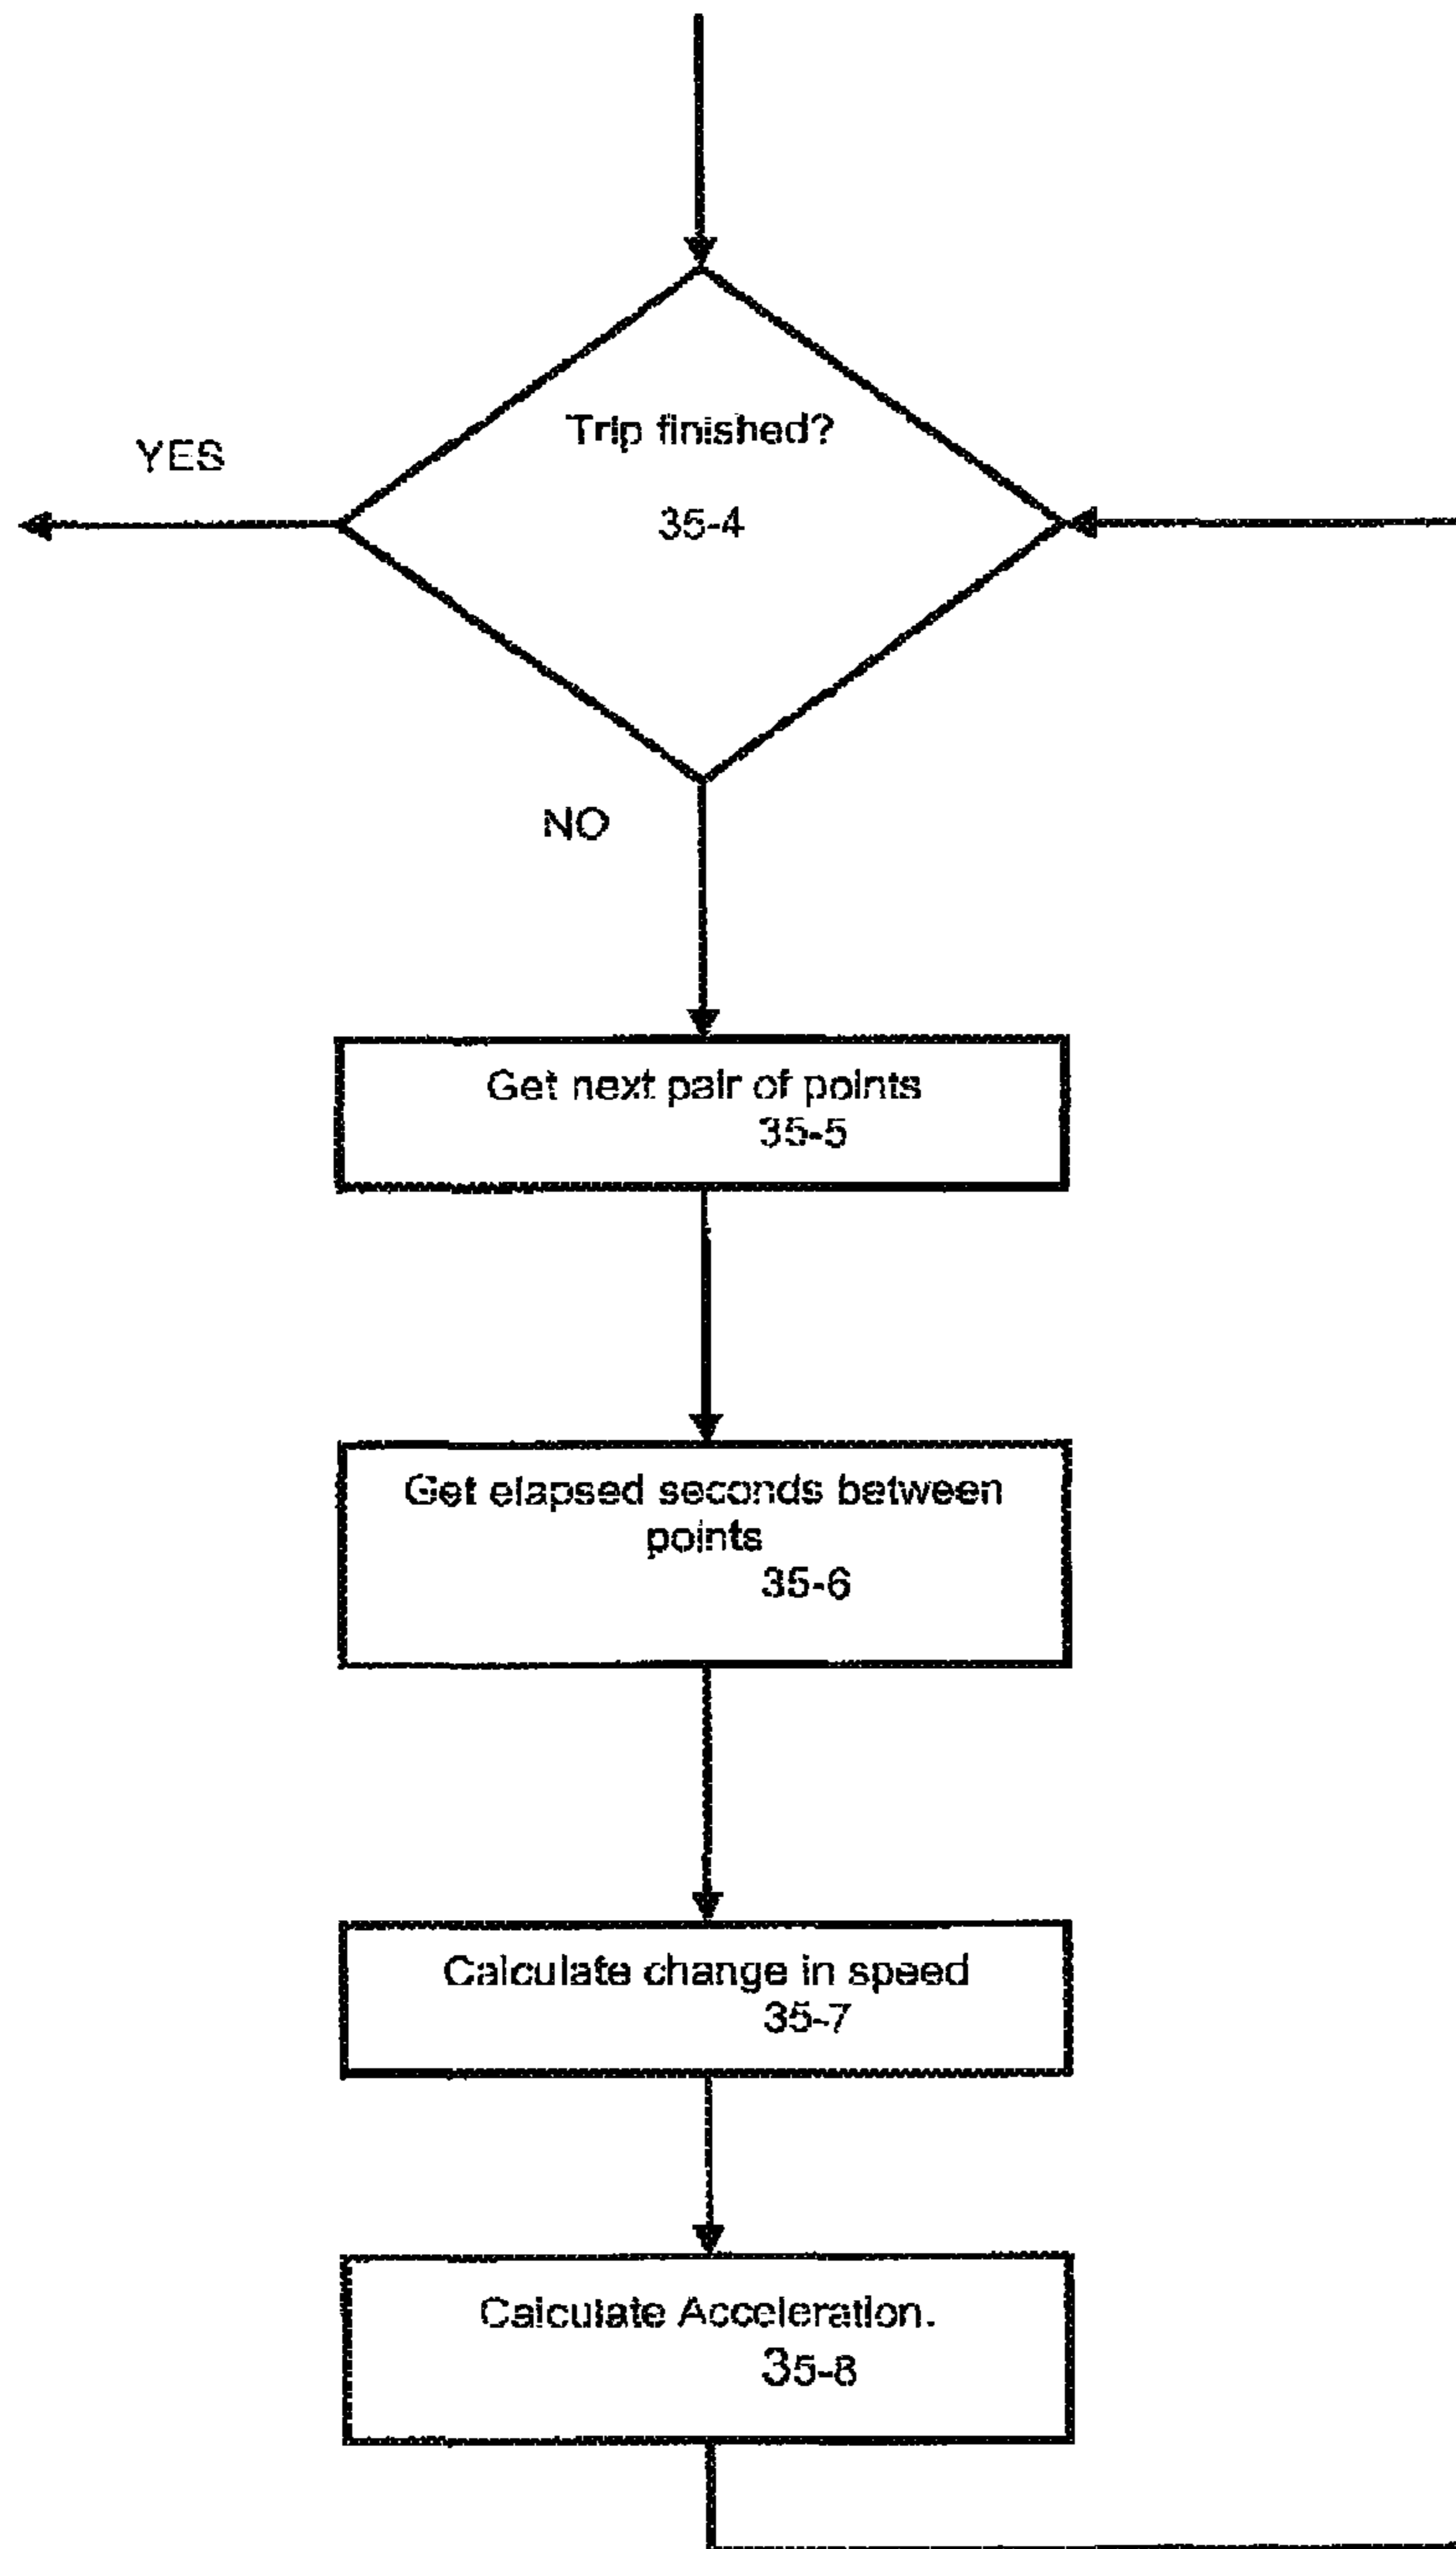 Trip finished?
35-4
YES
NO
Get next pair of points
35-5
Get elapsed seconds between
points
35-6
Calculate change in speed
35-7
Calculate Acceleration.
35-8